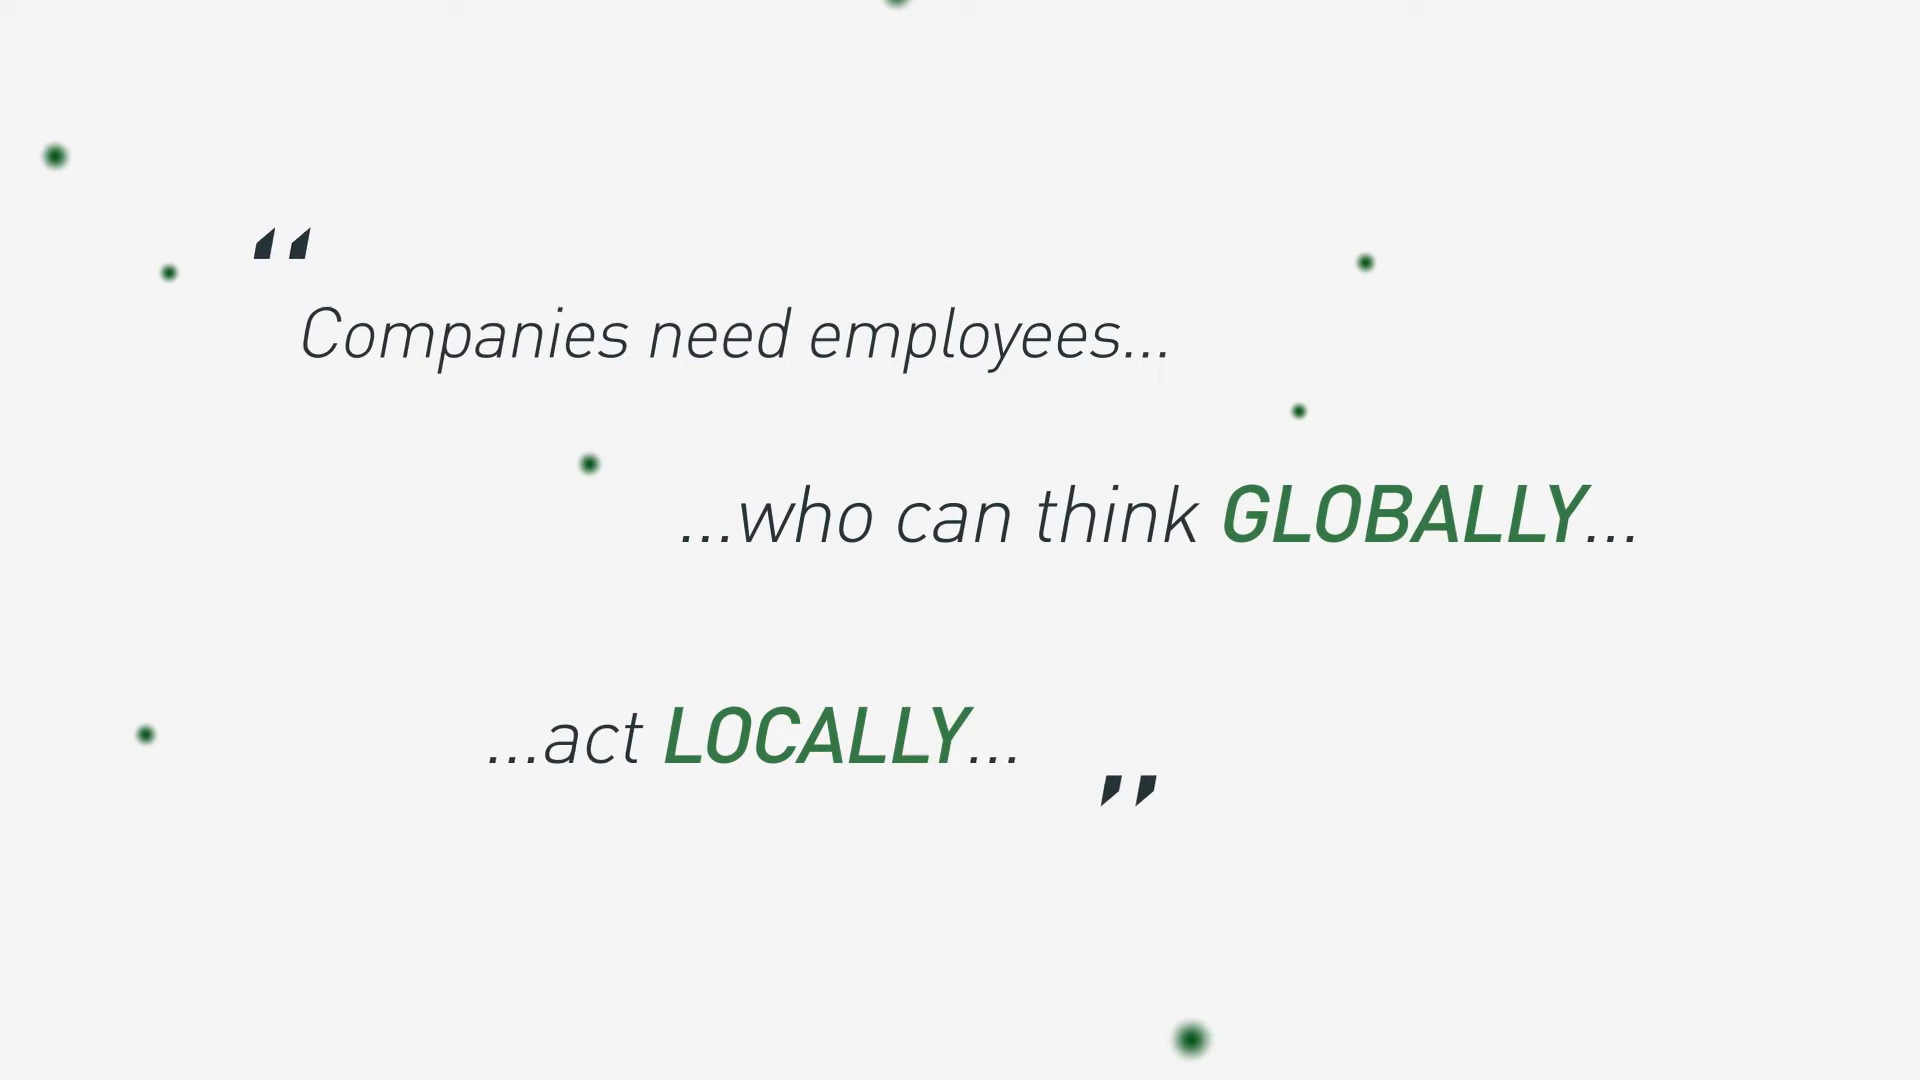 “
Companies need employees...
...who can think GLOBALLY...
...act LOCALLY...
”